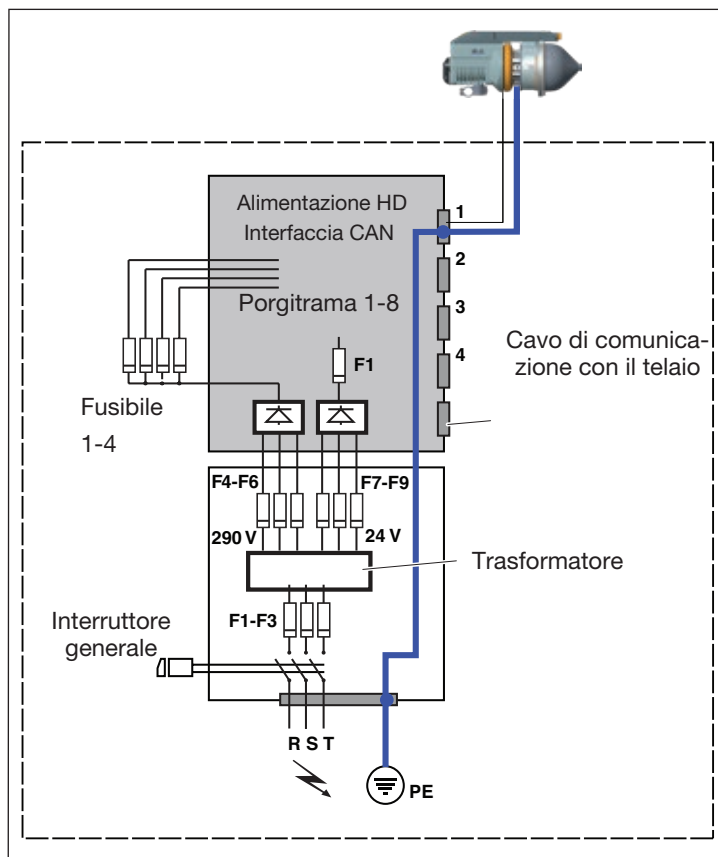 Alimentazione HD
Interfaccia CAN
1
2
Porgitrama 1-8
3
Cavo di comunica-
zione con il telaio
4
F1
Fusibile
1-4
F4-F6
F7-F9
290 V
24 V
Trasformatore
F1-F3
Interruttore
generale
R S T
PE